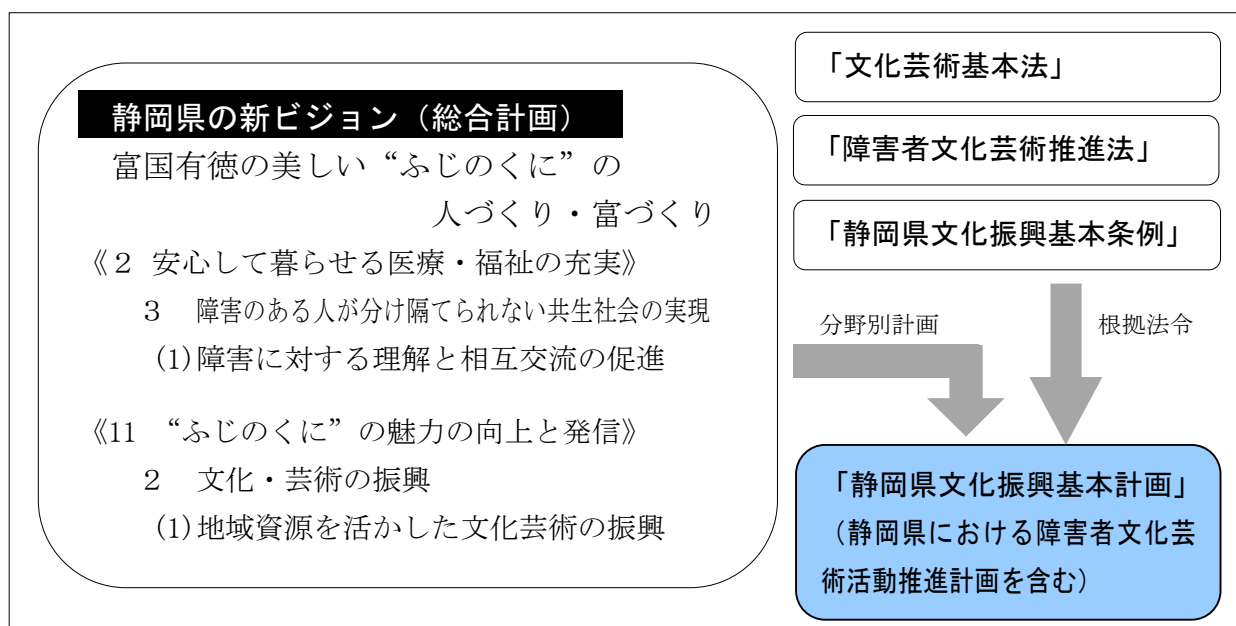 静岡県の新ビジョン（総合計画）
富国有徳の美しい“ふじのくに”の
人づくり・富づくり
《２ 安心して暮らせる医療・福祉の充実》
３ 障害のある人が分け隔てられない共生社会の実現
(1)障害に対する理解と相互交流の促進
《11 “ふじのくに”の魅力の向上と発信》
２ 文化・芸術の振興
(1)地域資源を活かした文化芸術の振興
「文化芸術基本法」
「障害者文化芸術推進法」
「静岡県文化振興基本条例」
分野別計画
根拠法令
「静岡県文化振興基本計画」
（静岡県における障害者文化芸
術活動推進計画を含む）